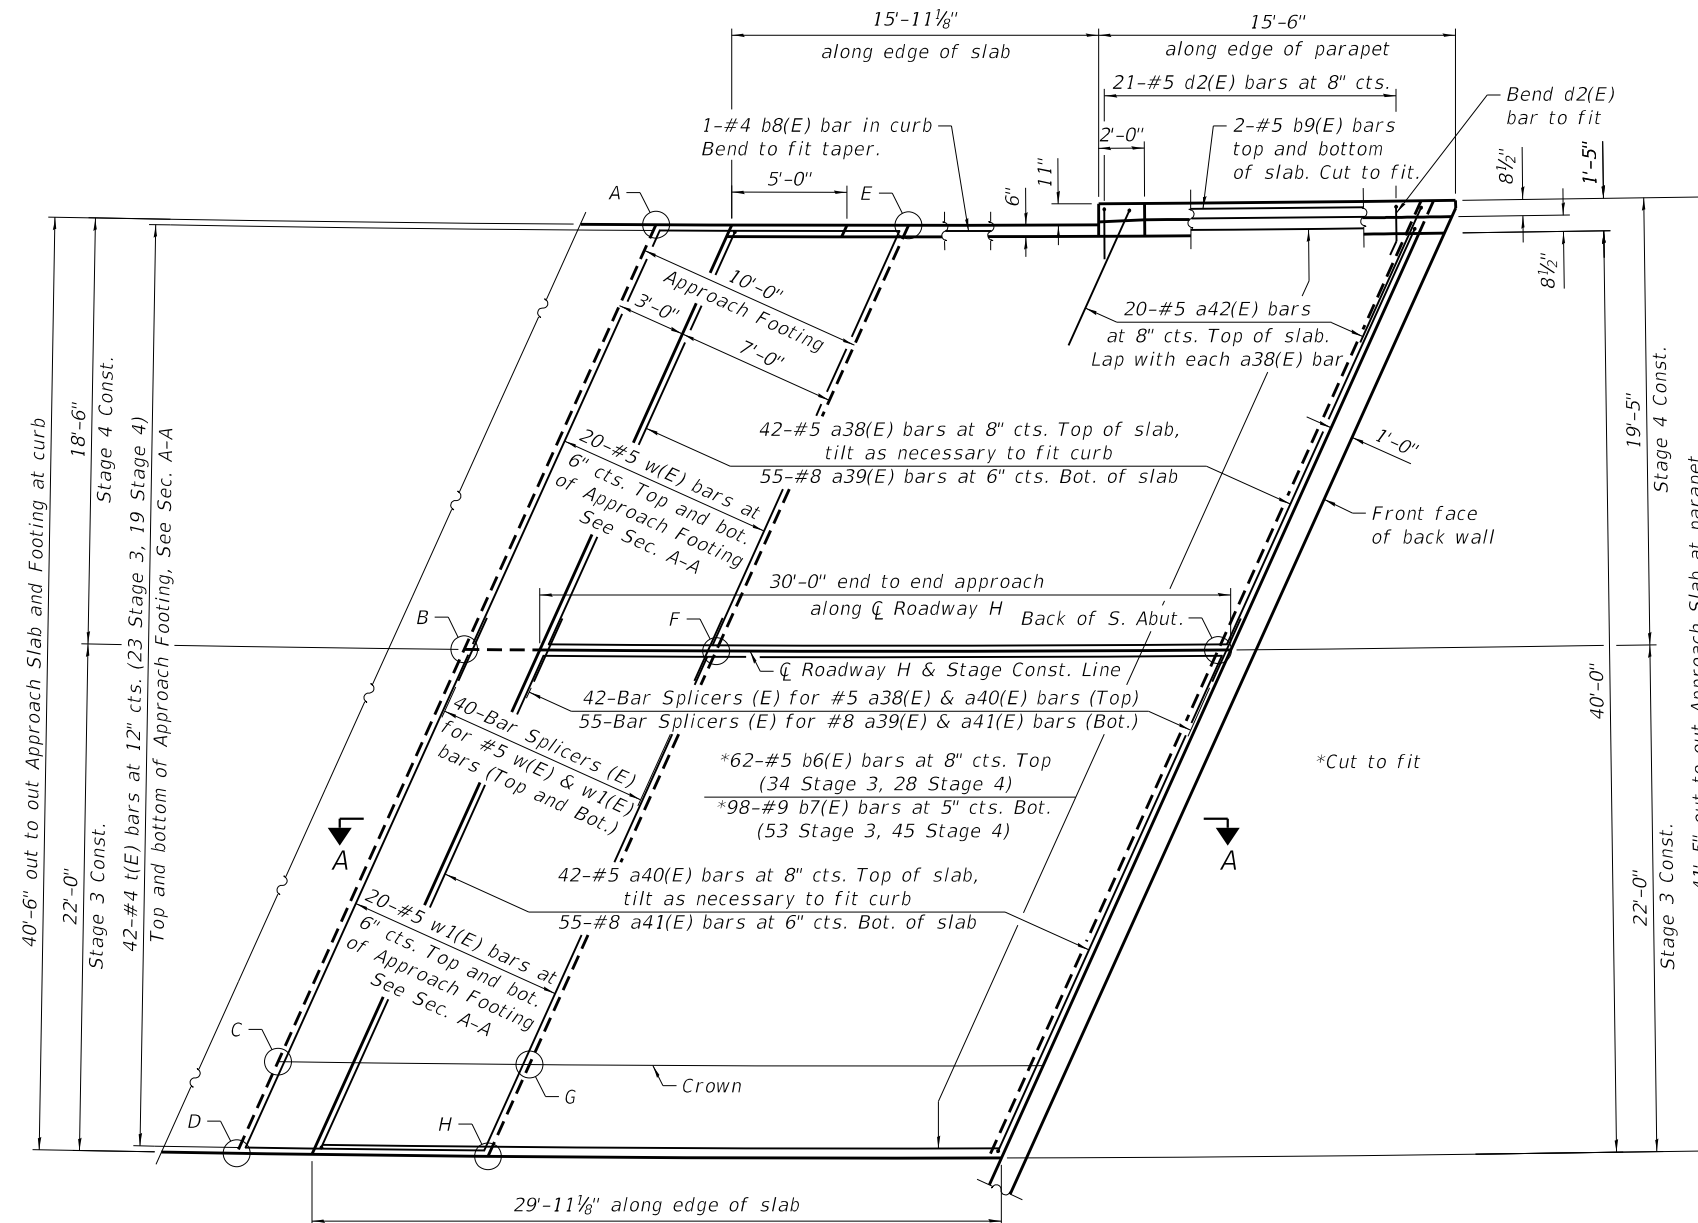 15'-11⅛"
along edge of slab
15'-6"
along edge of parapet
21-#5 d2(E) bars at 8" cts.
Bend d2(E)
bar to fit
1-#4 b8(E) bar in curb
Bend to fit taper.
2'-0"
2-#5 b9(E) bars
top and bottom
of slab. Cut to fit.
11"
6"
8½"
1'-5"
8½"
5'-0"
A
E
10'-0"
Approach Footing
3'-0"
7'-0"
20-#5 a42(E) bars
at 8" cts. Top of slab.
Lap with each a38(E) bar
40'-6" out to out Approach Slab and Footing at curb
18'-6"
Stage 4 Const.
22'-0"
Stage 3 Const.
42-#4 t(E) bars at 12" cts. (23 Stage 3, 19 Stage 4)
Top and bottom of Approach Footing, See Sec. A-A
20-#5 w(E) bars at
6" cts. Top and bot.
of Approach Footing
See Sec. A-A
42-#5 a38(E) bars at 8" cts. Top of slab,
tilt as necessary to fit curb
55-#8 a39(E) bars at 6" cts. Bot. of slab
1'-0"
Front face
of back wall
19'-5"
Stage 4 Const.
40'-0"
22'-0"
Stage 3 Const.
41'-5" out to out Approach Slab at parapet
30'-0" end to end approach
along ℄ Roadway H
Back of S. Abut.
B
F
℄ Roadway H & Stage Const. Line
42-Bar Splicers (E) for #5 a38(E) & a40(E) bars (Top)
55-Bar Splicers (E) for #8 a39(E) & a41(E) bars (Bot.)
40-Bar Splicers (E)
for #5 w(E) & w1(E)
bars (Top and Bot.)
*62-#5 b6(E) bars at 8" cts. Top
(34 Stage 3, 28 Stage 4)
*98-#9 b7(E) bars at 5" cts. Bot.
(53 Stage 3, 45 Stage 4)
*Cut to fit
A
A
42-#5 a40(E) bars at 8" cts. Top of slab,
tilt as necessary to fit curb
55-#8 a41(E) bars at 6" cts. Bot. of slab
20-#5 w1(E) bars at
6" cts. Top and bot.
of Approach Footing
See Sec. A-A
C
G
Crown
D
H
29'-11⅛" along edge of slab